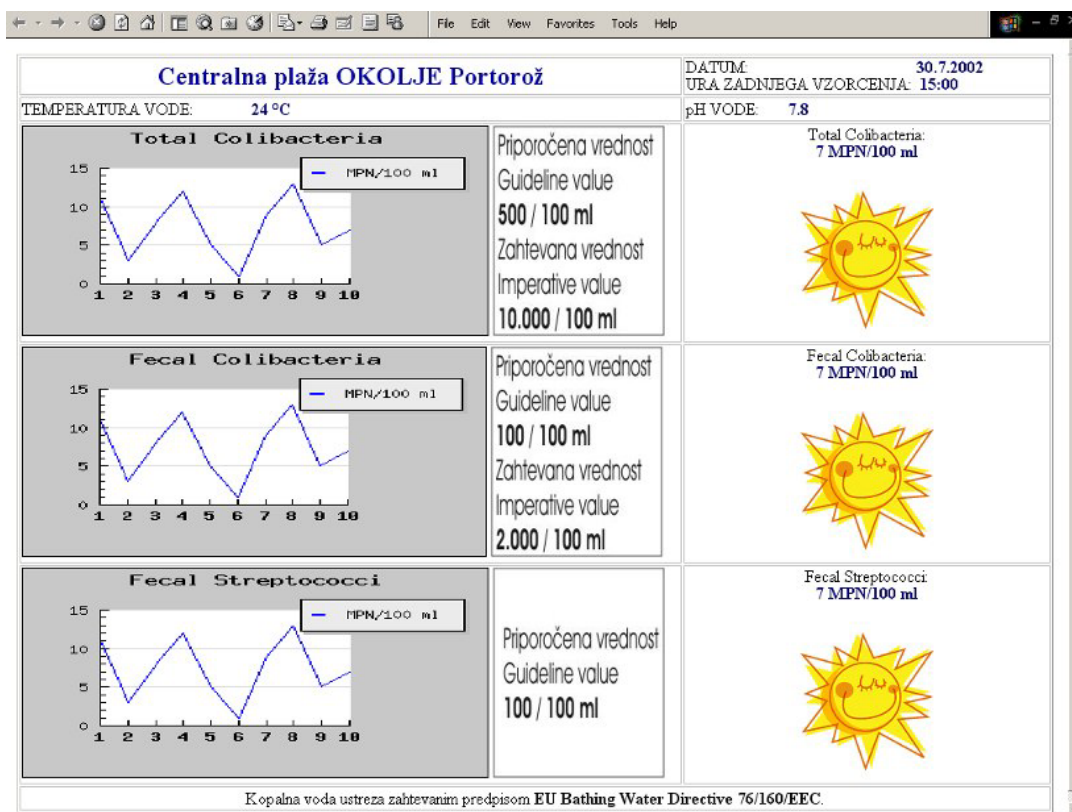 File Edit View Favorites Tools Help
Centralna plaža OKOLJE Portorož
DATUM: 30.7.2002
URA ZADNJEGA VZORCENJA: 15:00
TEMPERATURA VODE: 24 °C
pH VODE: 7.8
Total Colibacteria
MPN/100 ml
15
10
5
0
1 2 3 4 5 6 7 8 9 10
Priporočena vrednost
Guideline value
500 / 100 ml
Zahtevana vrednost
Imperative value
10.000 / 100 ml
Total Colibacteria:
7 MPN/100 ml
Fecal Colibacteria
MPN/100 ml
15
10
5
0
1 2 3 4 5 6 7 8 9 10
Priporočena vrednost
Guideline value
100 / 100 ml
Zahtevana vrednost
Imperative value
2.000 / 100 ml
Fecal Colibacteria:
7 MPN/100 ml
Fecal Streptococci
MPN/100 ml
15
10
5
0
1 2 3 4 5 6 7 8 9 10
Priporočena vrednost
Guideline value
100 / 100 ml
Fecal Streptococci:
7 MPN/100 ml
Kopalna voda ustreza zahtevanim predpisom EU Bathing Water Directive 76/160/EEC.